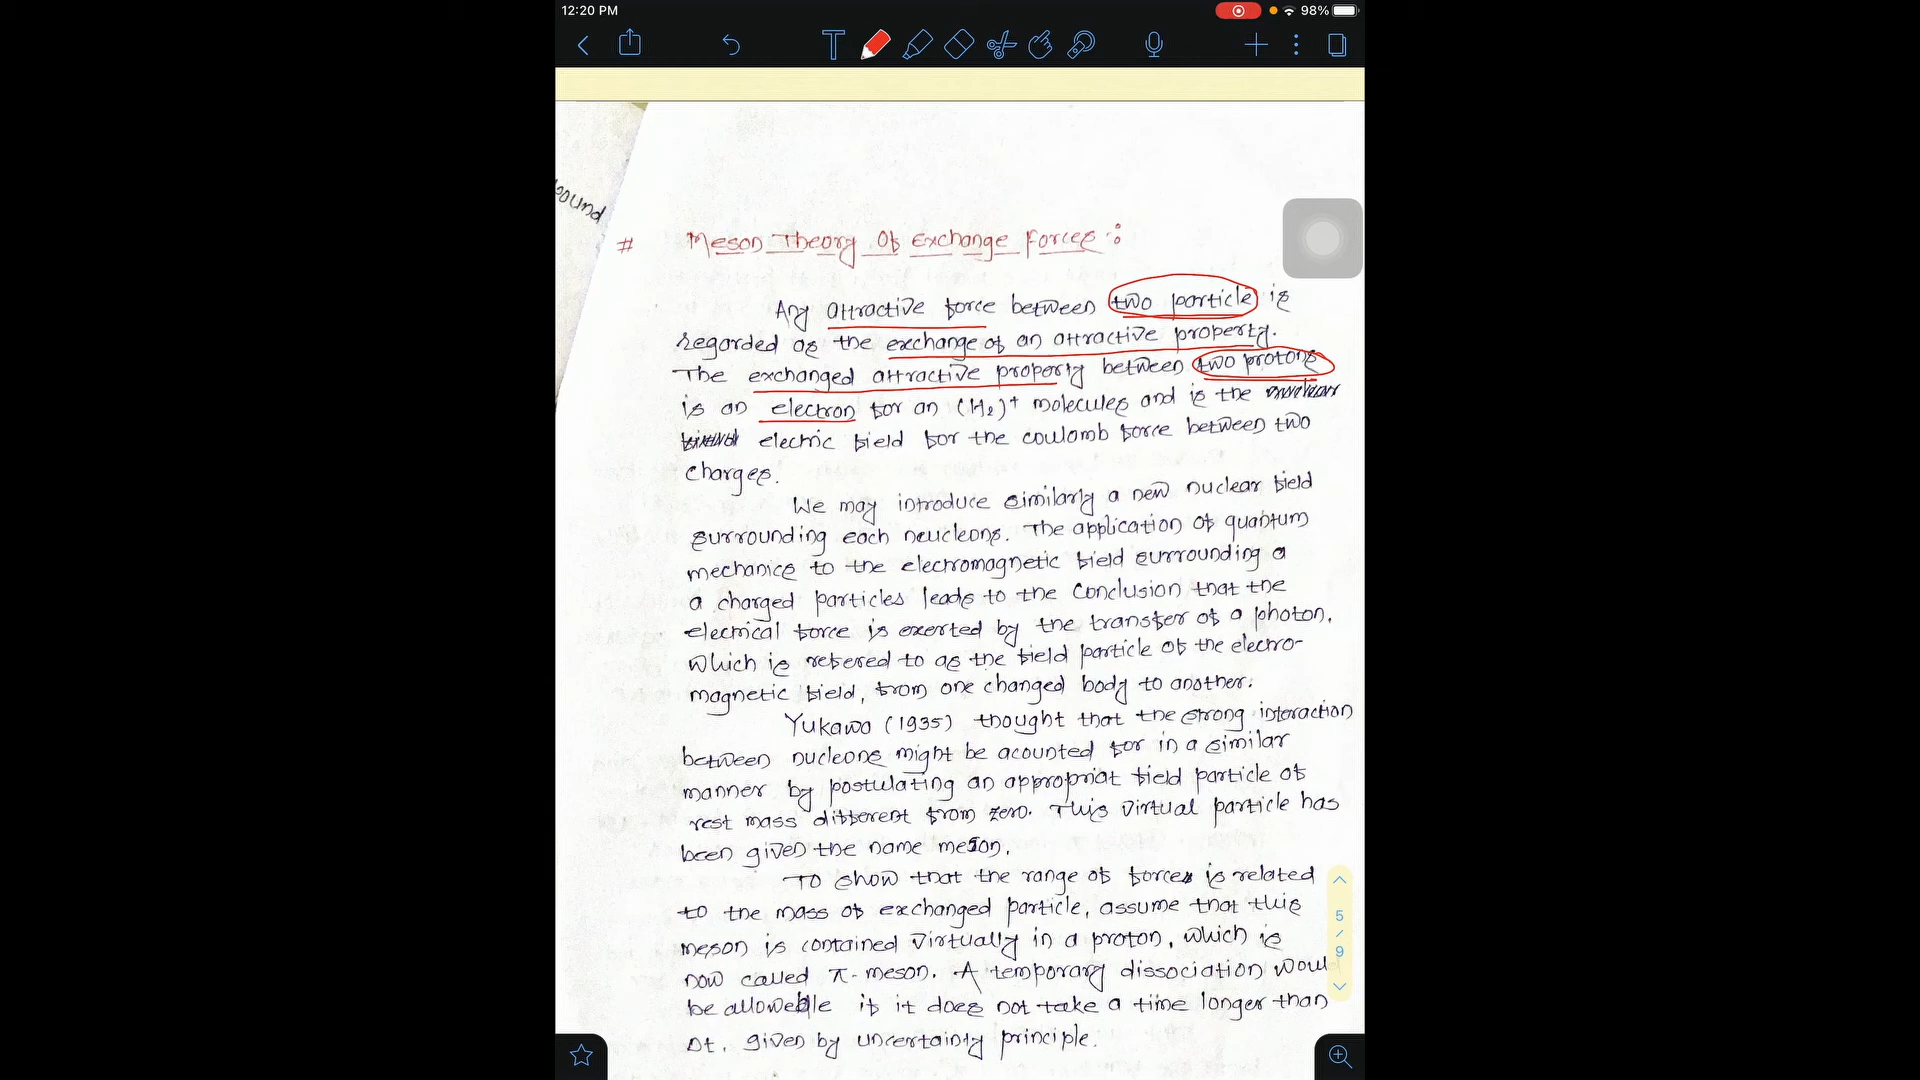 12:20 PM
98%
bound
# Meson Theory Of Exchange Forces :
Any attractive force between two particle is
regarded as the exchange of an attractive property.
The exchanged attractive property between two protons
is an electron for an (H₂)⁺ molecules and is the
electric field for the coulomb force between two
charges.
We may introduce similarly a new nuclear field
surrounding each neucleons. The application of quantum
mechanics to the electromagnetic field surrounding a
a charged particles leads to the conclusion that the
electrical force is exerted by the transfer of a photon,
which is refered to as the field particle of the electro-
magnetic field, from one changed body to another.
Yukawa (1935) thought that the strong interaction
between nucleons might be acounted for in a similar
manner by postulating an appropriat field particle of
rest mass different from zero. This virtual particle has
been given the name meson.
To show that the range of forces is related
to the mass of exchanged particle, assume that this
meson is contained virtually in a proton, which is
now called π-meson. A temporary dissociation woul
be allowable if it does not take a time longer than
Δt, given by uncertainty principle.
5
/
9